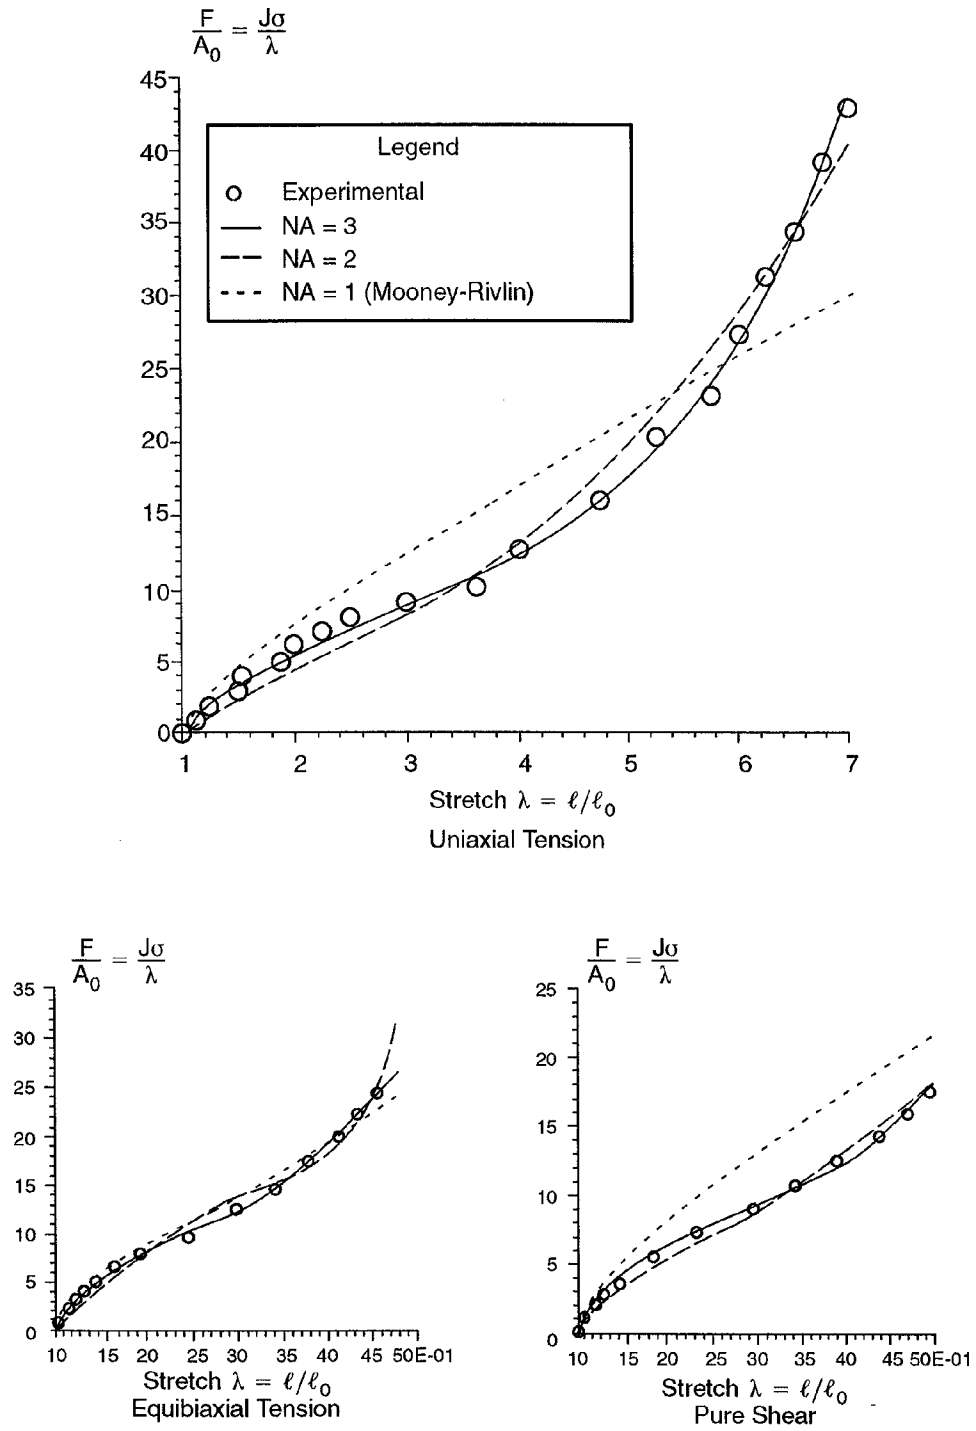 F/A₀ = Jσ/λ
45
40
35
30
25
20
15
10
5
0
Legend
Experimental
NA = 3
NA = 2
NA = 1 (Mooney-Rivlin)
1 2 3 4 5 6 7
Stretch λ = ℓ/ℓ₀
Uniaxial Tension
F/A₀ = Jσ/λ
35
30
25
20
15
10
5
0
10 15 20 25 30 35 40 45 50E-01
Stretch λ = ℓ/ℓ₀
Equibiaxial Tension
F/A₀ = Jσ/λ
25
20
15
10
5
0
10 15 20 25 30 35 40 45 50E-01
Stretch λ = ℓ/ℓ₀
Pure Shear